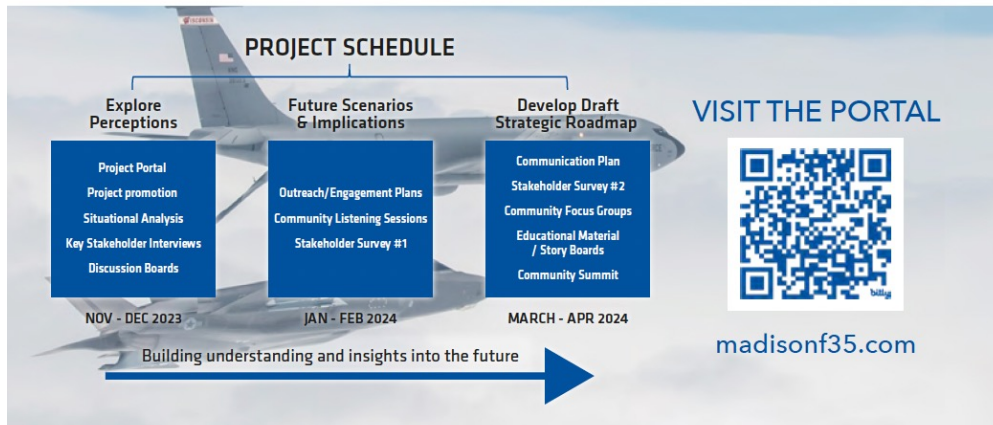 PROJECT SCHEDULE
Explore
Perceptions
Project Portal
Project promotion
Situational Analysis
Key Stakeholder Interviews
Discussion Boards
NOV - DEC 2023
Future Scenarios
& Implications
Outreach/Engagement Plans
Community Listening Sessions
Stakeholder Survey #1
JAN - FEB 2024
Develop Draft
Strategic Roadmap
Communication Plan
Stakeholder Survey #2
Community Focus Groups
Educational Material
/ Story Boards
Community Summit
MARCH - APR 2024
Building understanding and insights into the future
VISIT THE PORTAL
bitly
madisonf35.com